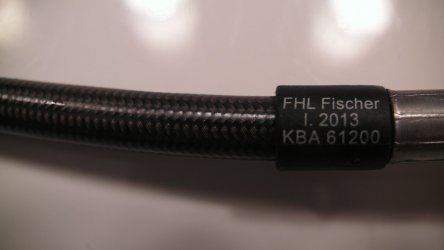 FHL Fischer
I. 2013
KBA 61200